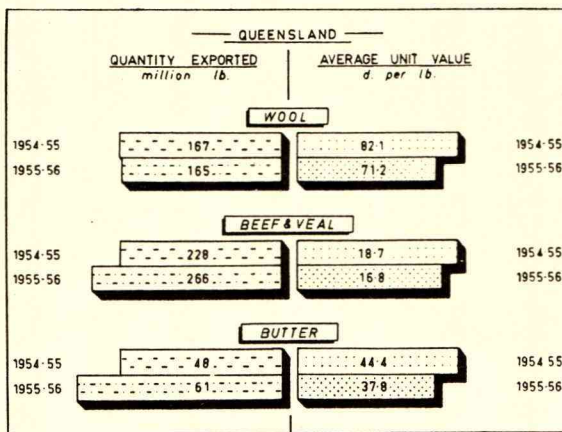 QUEENSLAND
QUANTITY EXPORTED AVERAGE UNIT VALUE
million lb. d. per lb.
WOOL
1954-55 167 82·1 1954-55
1955-56 165 71·2 1955-56
BEEF & VEAL
1954-55 228 18·7 1954-55
1955-56 266 16·8 1955-56
BUTTER
1954-55 48 44·4 1954-55
1955-56 61 37·8 1955-56